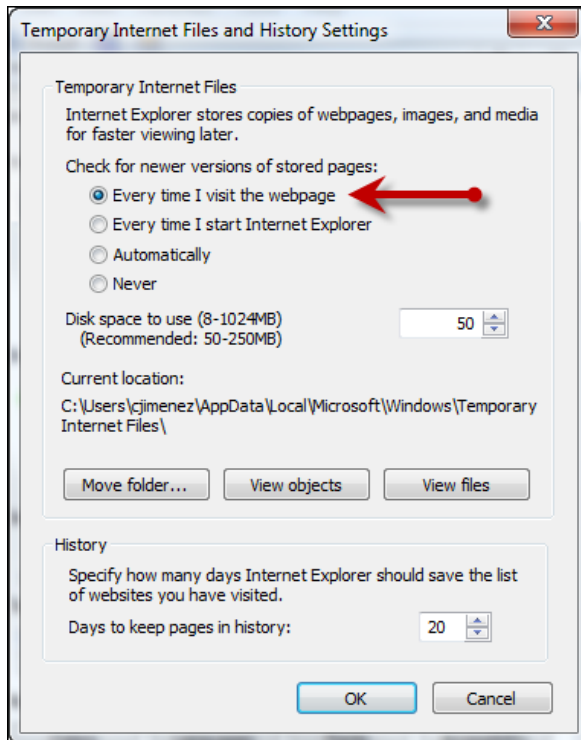 Temporary Internet Files and History Settings
Temporary Internet Files
Internet Explorer stores copies of webpages, images, and media
for faster viewing later.
Check for newer versions of stored pages:
Every time I visit the webpage
Every time I start Internet Explorer
Automatically
Never
Disk space to use (8-1024MB)
(Recommended: 50-250MB)
50
Current location:
C:\Users\cjimenez\AppData\Local\Microsoft\Windows\Temporary
Internet Files\
Move folder... View objects View files
History
Specify how many days Internet Explorer should save the list
of websites you have visited.
Days to keep pages in history: 20
OK Cancel